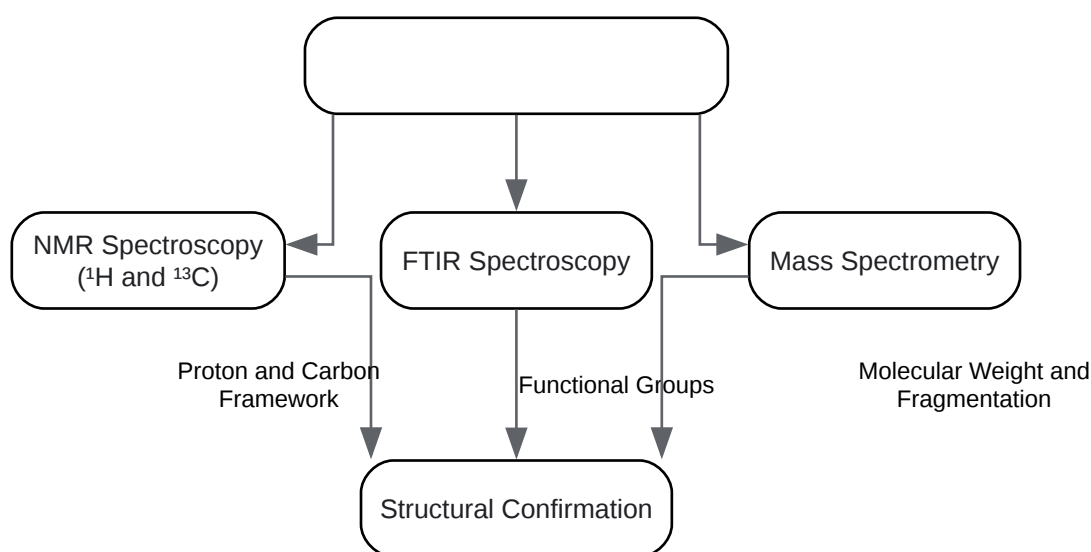 NMR Spectroscopy
(¹H and ¹³C)
FTIR Spectroscopy
Mass Spectrometry
Proton and Carbon
Framework
Functional Groups
Molecular Weight and
Fragmentation
Structural Confirmation